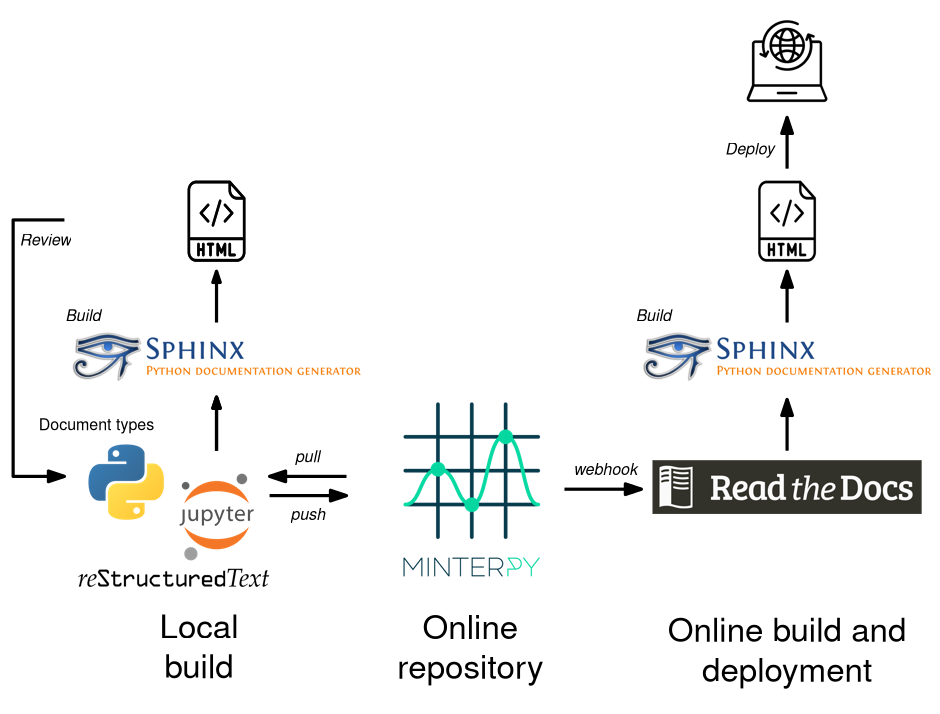 Deploy
</>
HTML
</>
HTML
Review
Build
SPHINX
PYTHON DOCUMENTATION GENERATOR
Build
SPHINX
PYTHON DOCUMENTATION GENERATOR
Document types
jupyter
reStructuredText
pull
push
MINTERPY
webhook
Read the Docs
Local
build
Online
repository
Online build and
deployment